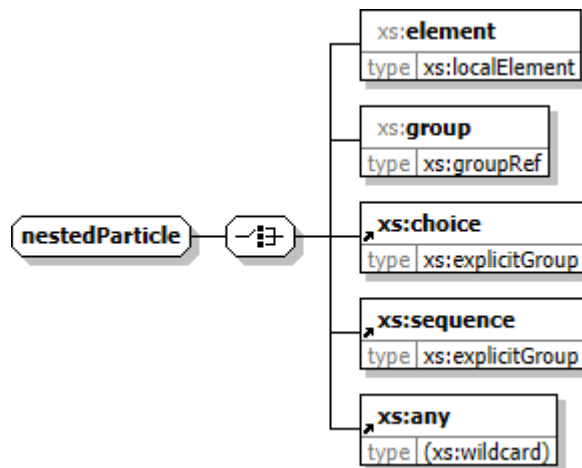 xs:element
type xs:localElement
xs:group
type xs:groupRef
nestedParticle
xs:choice
type xs:explicitGroup
xs:sequence
type xs:explicitGroup
xs:any
type (xs:wildcard)